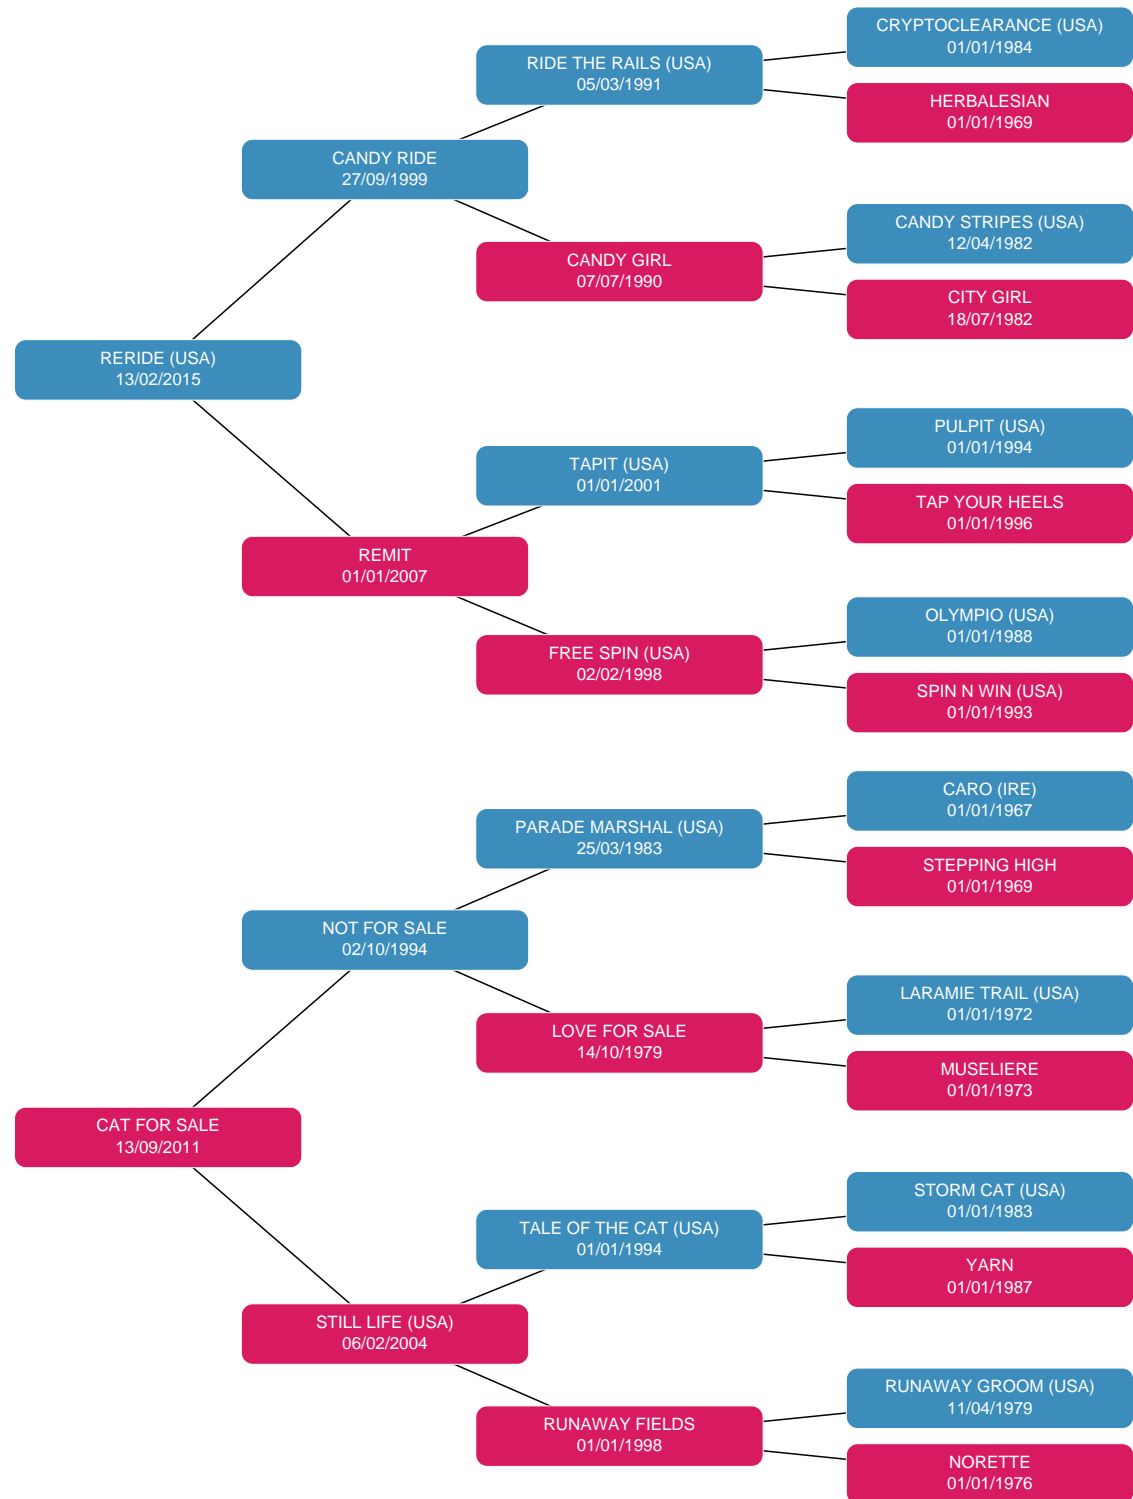 CRYPTOCLEARANCE (USA)
01/01/1984
RIDE THE RAILS (USA)
05/03/1991
HERBALESIAN
01/01/1969
CANDY RIDE
27/09/1999
CANDY STRIPES (USA)
12/04/1982
CANDY GIRL
07/07/1990
CITY GIRL
18/07/1982
RERIDE (USA)
13/02/2015
PULPIT (USA)
01/01/1994
TAPIT (USA)
01/01/2001
TAP YOUR HEELS
01/01/1996
REMIT
01/01/2007
OLYMPIO (USA)
01/01/1988
FREE SPIN (USA)
02/02/1998
SPIN N WIN (USA)
01/01/1993
CARO (IRE)
01/01/1967
PARADE MARSHAL (USA)
25/03/1983
STEPPING HIGH
01/01/1969
NOT FOR SALE
02/10/1994
LARAMIE TRAIL (USA)
01/01/1972
LOVE FOR SALE
14/10/1979
MUSELIERE
01/01/1973
CAT FOR SALE
13/09/2011
STORM CAT (USA)
01/01/1983
TALE OF THE CAT (USA)
01/01/1994
YARN
01/01/1987
STILL LIFE (USA)
06/02/2004
RUNAWAY GROOM (USA)
11/04/1979
RUNAWAY FIELDS
01/01/1998
NORETTE
01/01/1976